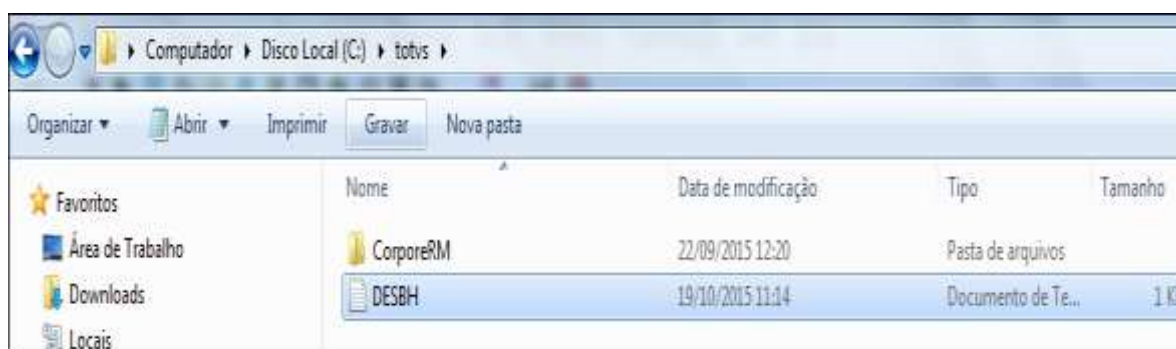 Computador Disco Local (C:) totvs
Organizar Abrir Imprimir Gravar Nova pasta
Nome Data de modificação Tipo Tamanho
Favoritos
Área de Trabalho
Downloads
Locais
CorporeRM 22/09/2015 12:20 Pasta de arquivos
DESBH 19/10/2015 11:14 Documento de Te... 1